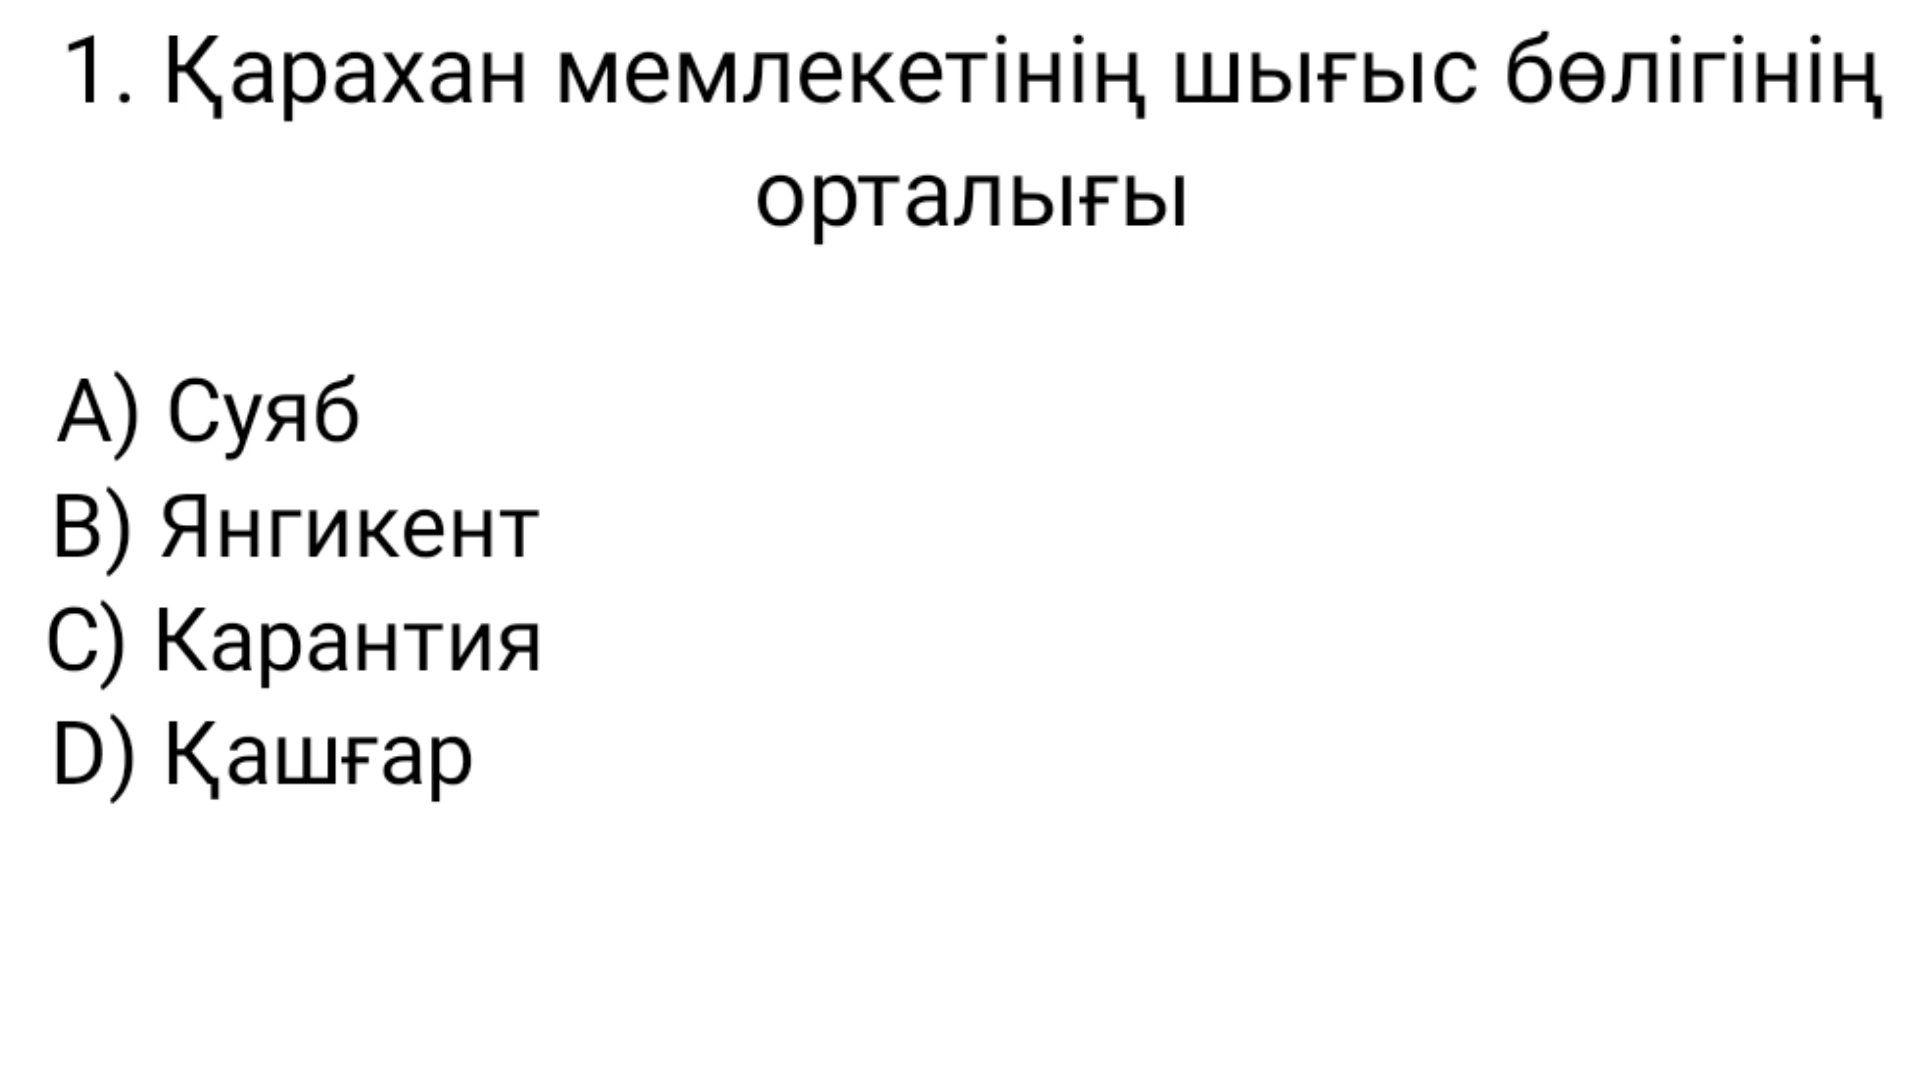 1. Қарахан мемлекетінің шығыс бөлігінің
орталығы
A) Суяб
B) Янгикент
C) Карантия
D) Қашғар